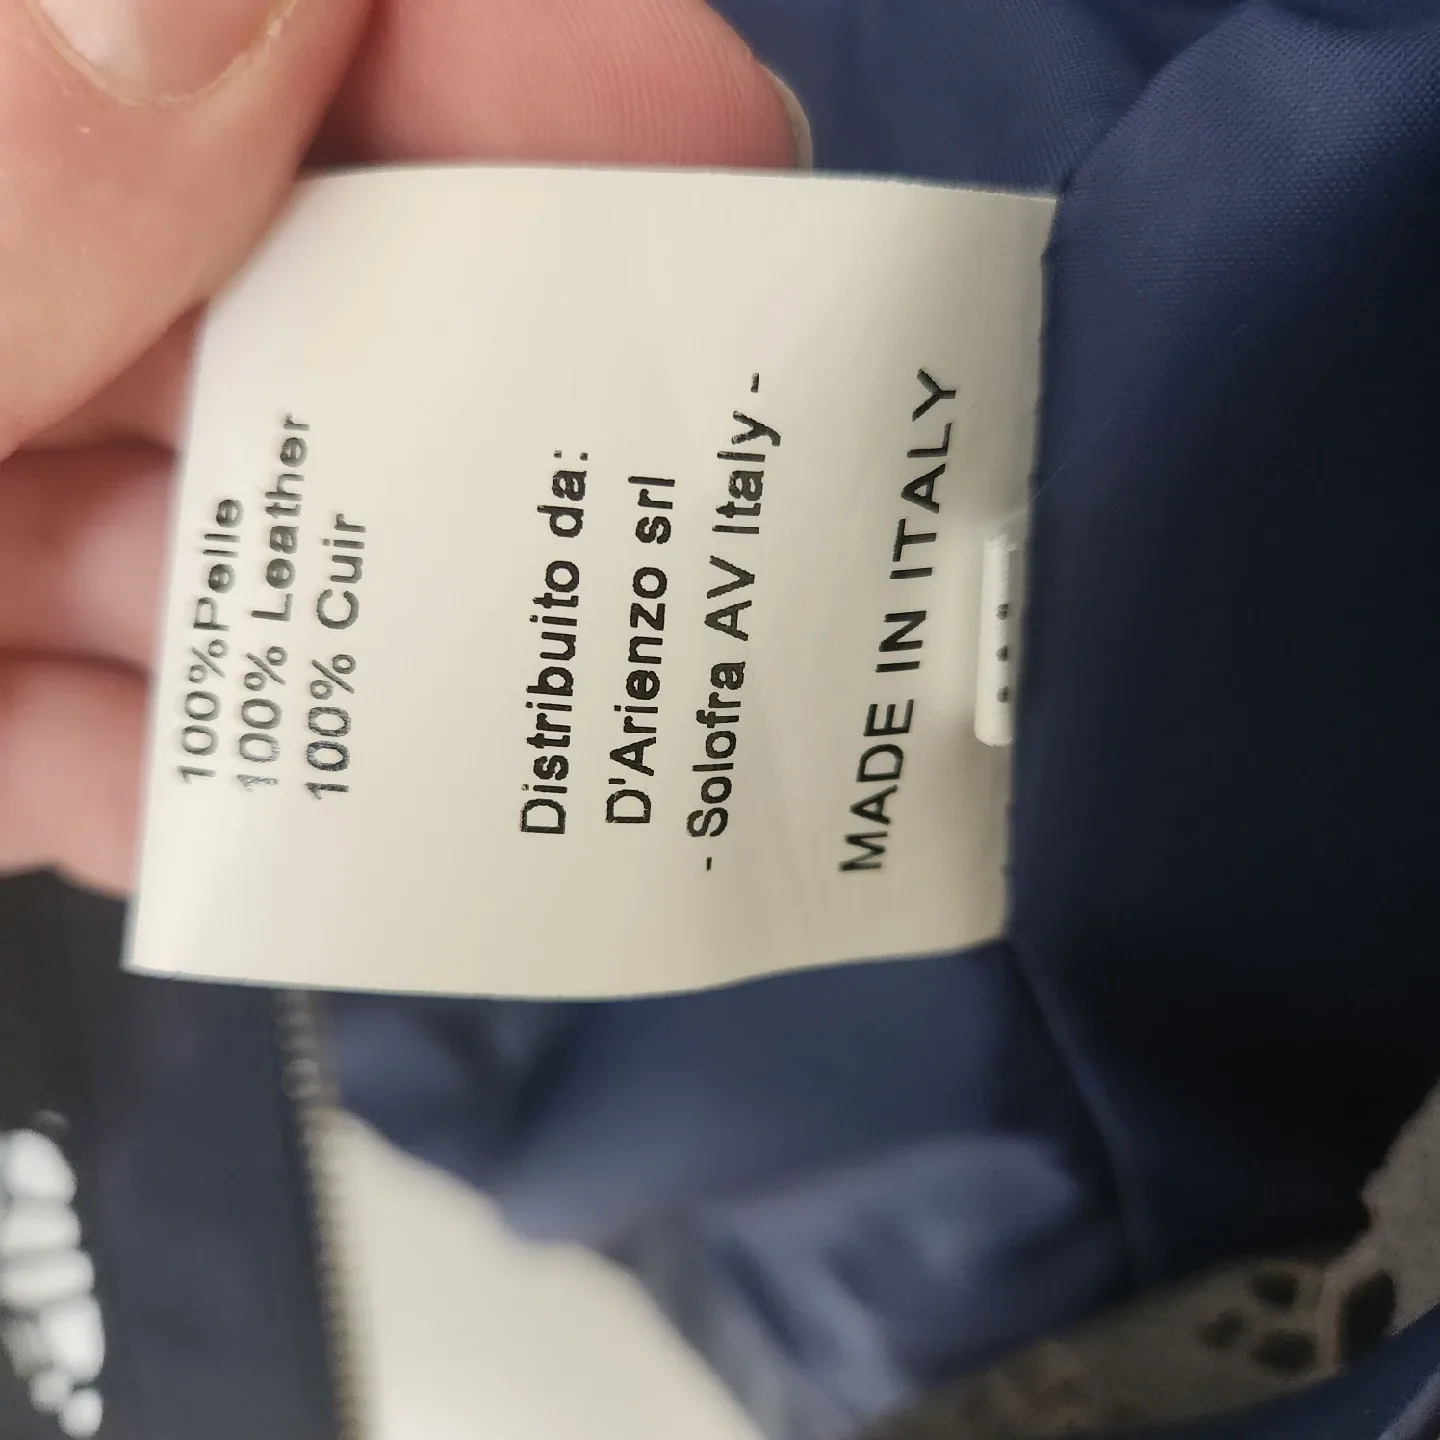 100%Pelle
100% Leather
100% Cuir
Distribuito da:
D'Arienzo srl
- Solofra AV Italy -
MADE IN ITALY